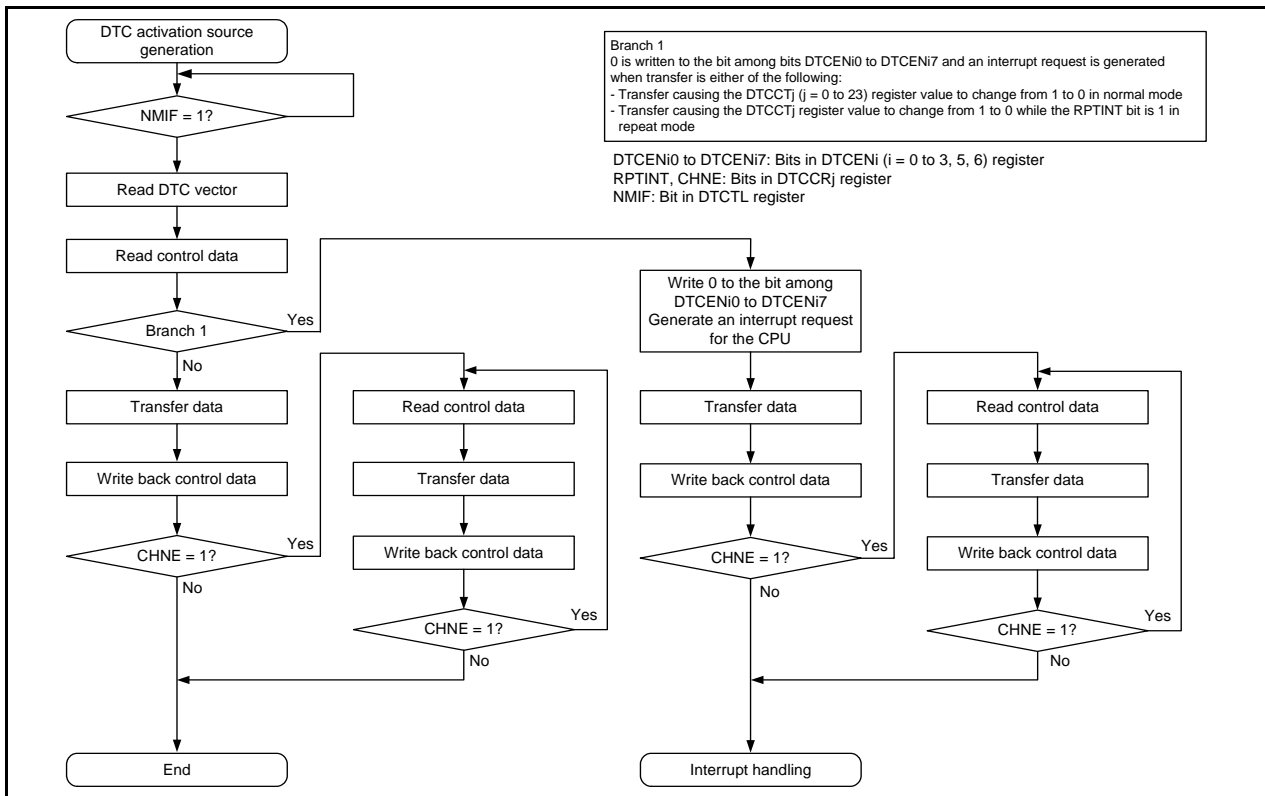 DTC activation source
generation
NMIF = 1?
Read DTC vector
Read control data
Branch 1
Yes
No
Transfer data
Write back control data
CHNE = 1?
Yes
No
End
Read control data
Transfer data
Write back control data
CHNE = 1?
Yes
No
Branch 1
0 is written to the bit among bits DTCENi0 to DTCENi7 and an interrupt request is generated
when transfer is either of the following:
- Transfer causing the DTCCTj (j = 0 to 23) register value to change from 1 to 0 in normal mode
- Transfer causing the DTCCTj register value to change from 1 to 0 while the RPTINT bit is 1 in
repeat mode
DTCENi0 to DTCENi7: Bits in DTCENi (i = 0 to 3, 5, 6) register
RPTINT, CHNE: Bits in DTCCRj register
NMIF: Bit in DTCTL register
Write 0 to the bit among
DTCENi0 to DTCENi7
Generate an interrupt request
for the CPU
Transfer data
Write back control data
CHNE = 1?
Yes
No
Interrupt handling
Read control data
Transfer data
Write back control data
CHNE = 1?
Yes
No